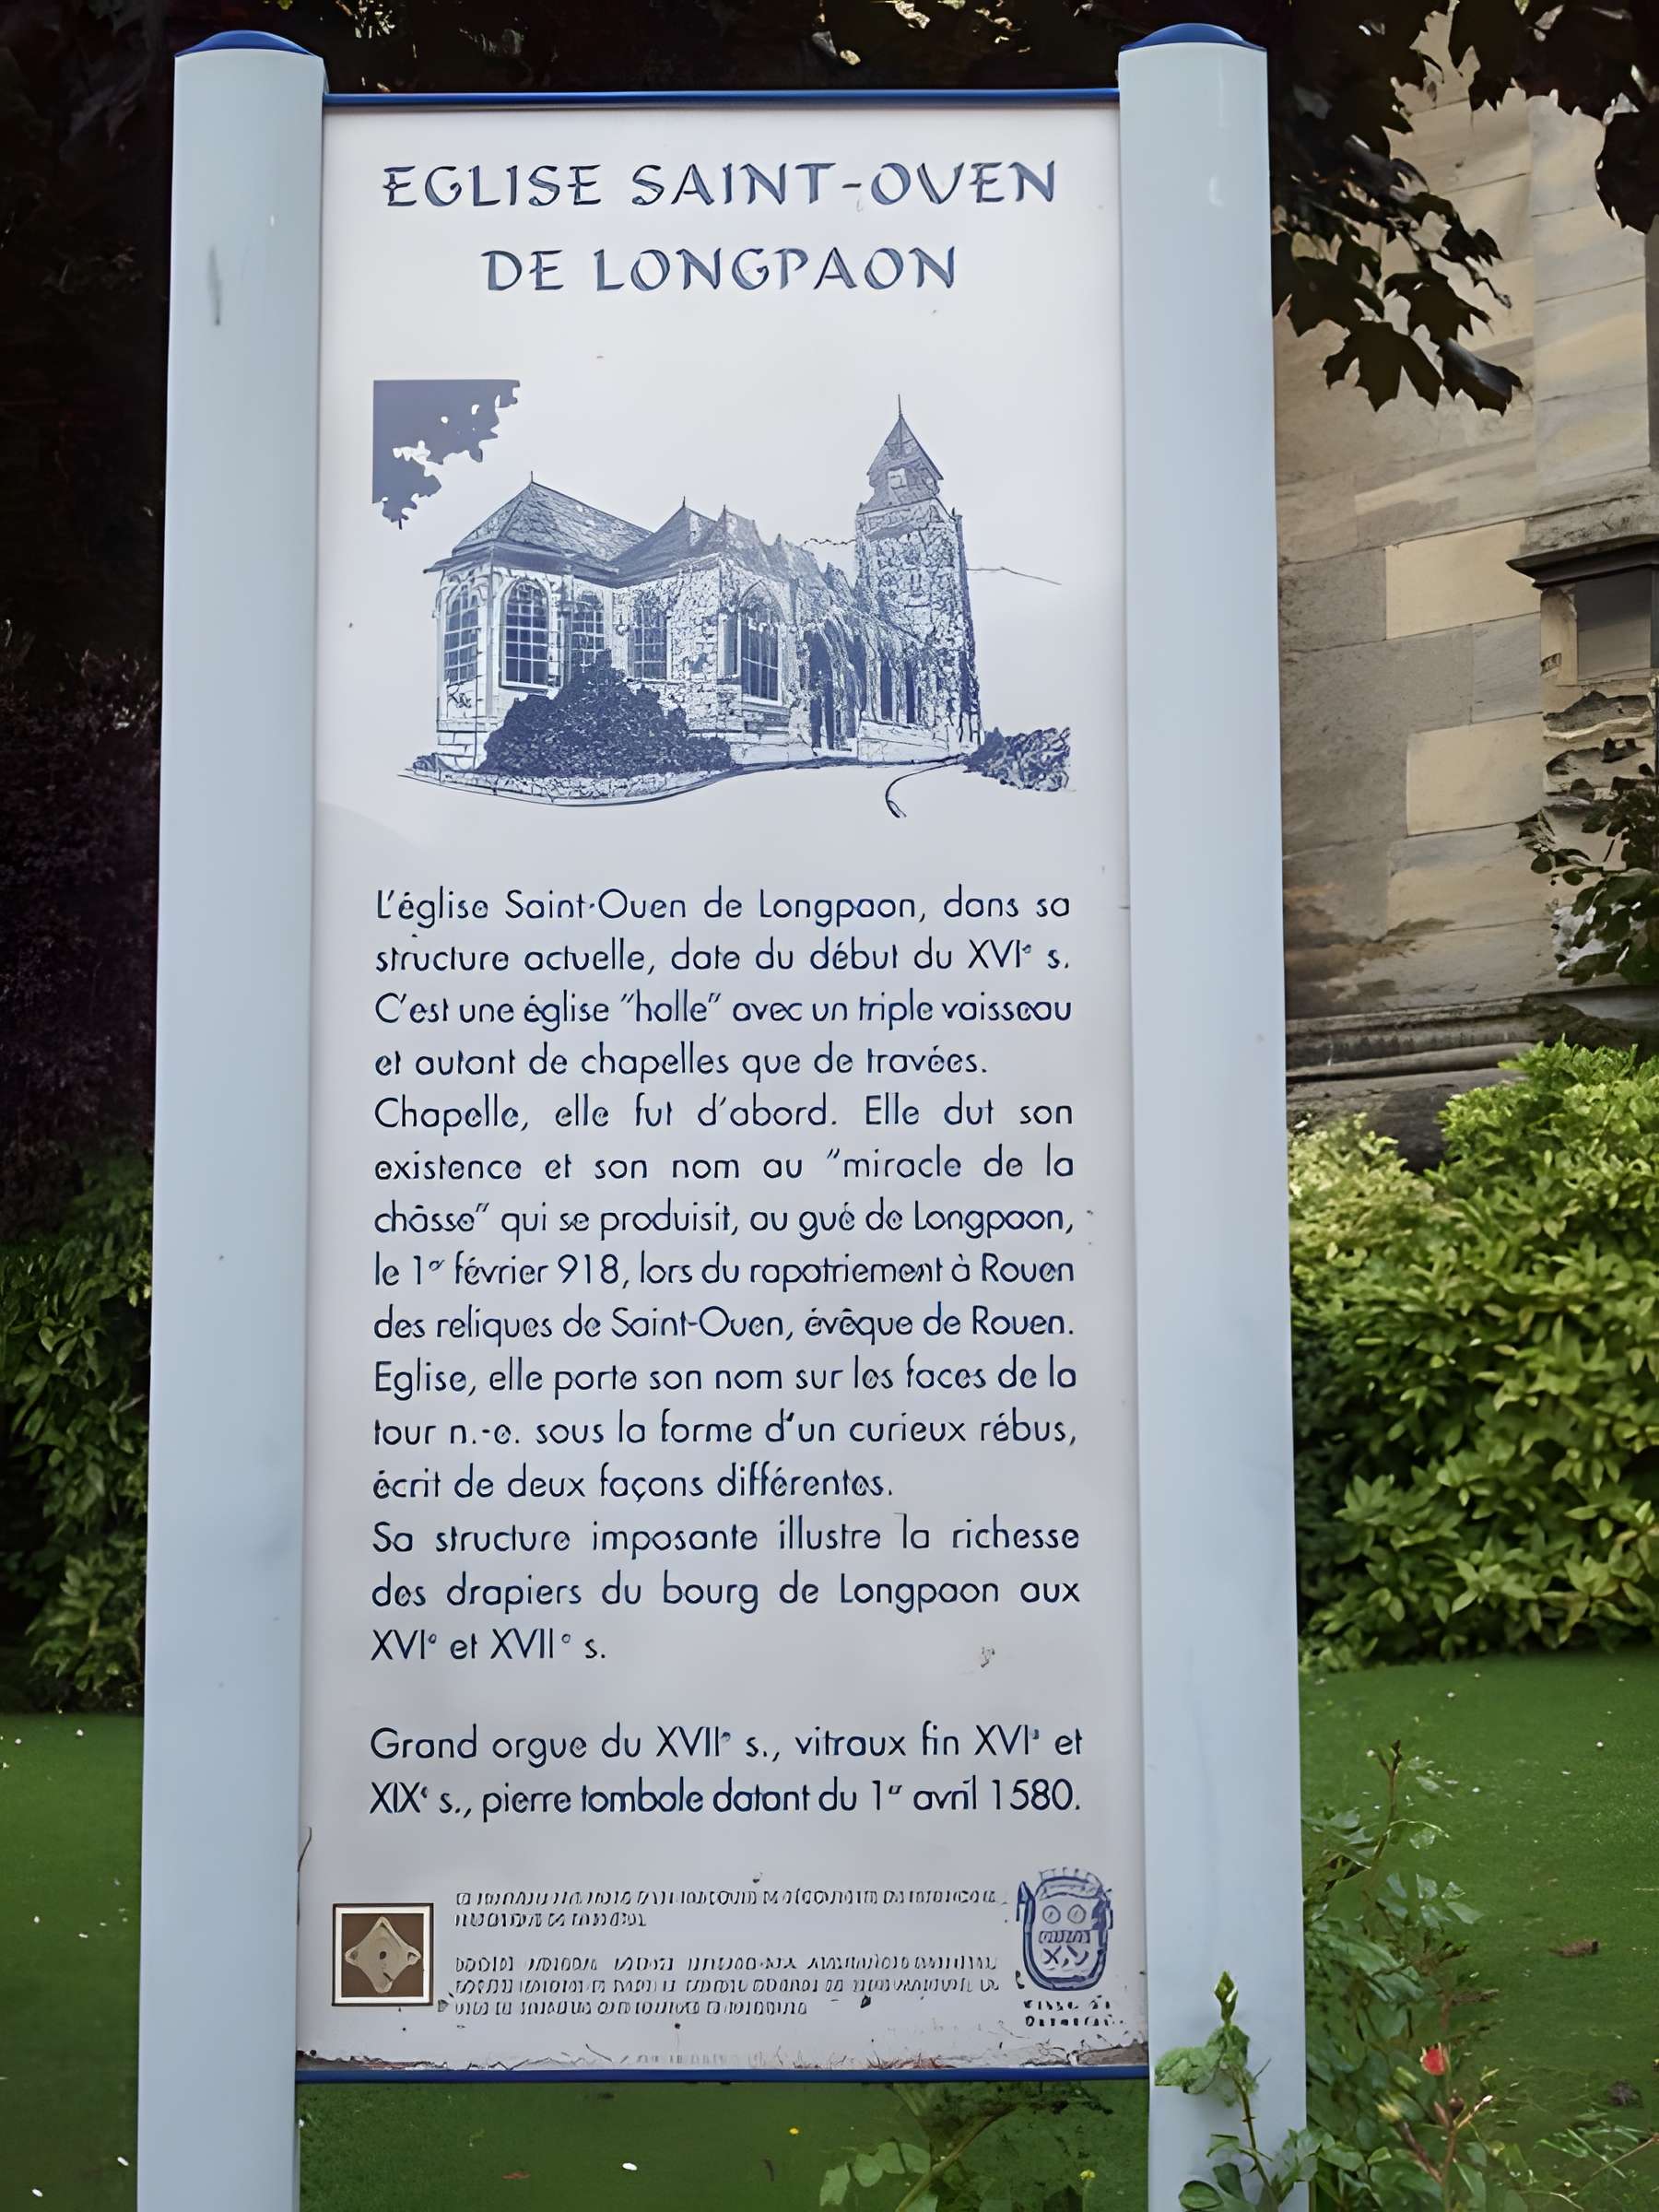 EGLISE SAINT-OUEN
DE LONGPAON
L'église Saint-Ouen de Longpaon, dans sa
structure actuelle, date du début du XVIe s.
C'est une église "halle" avec un triple vaisseau
et autant de chapelles que de travées.
Chapelle, elle fut d'abord. Elle dut son
existence et son nom au "miracle de la
châsse" qui se produisit, au gué de Longpaon,
le 1er février 918, lors du rapatriement à Rouen
des reliques de Saint-Ouen, évêque de Rouen.
Eglise, elle porte son nom sur les faces de la
tour n.-e. sous la forme d'un curieux rébus,
écrit de deux façons différentes.
Sa structure imposante illustre la richesse
des drapiers du bourg de Longpaon aux
XVIe et XVIIe s.
Grand orgue du XVIIe s., vitraux fin XVIe et
XIXe s., pierre tombale datant du 1er avril 1580.